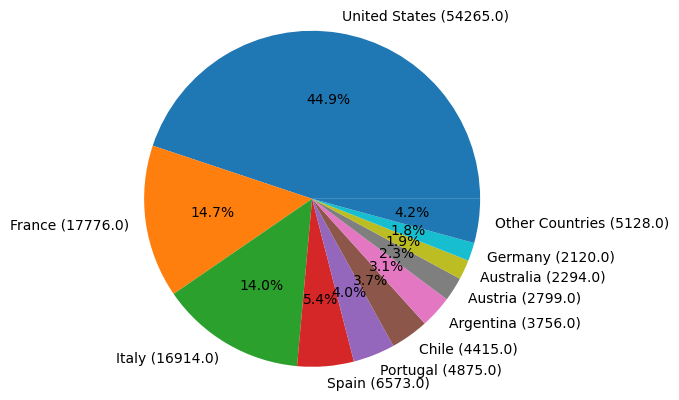 United States (54265.0)
44.9%
France (17776.0)
14.7%
Italy (16914.0)
14.0%
Spain (6573.0)
5.4%
Portugal (4875.0)
4.0%
Chile (4415.0)
3.7%
Argentina (3756.0)
3.1%
Austria (2799.0)
2.3%
Australia (2294.0)
1.9%
Germany (2120.0)
1.8%
Other Countries (5128.0)
4.2%